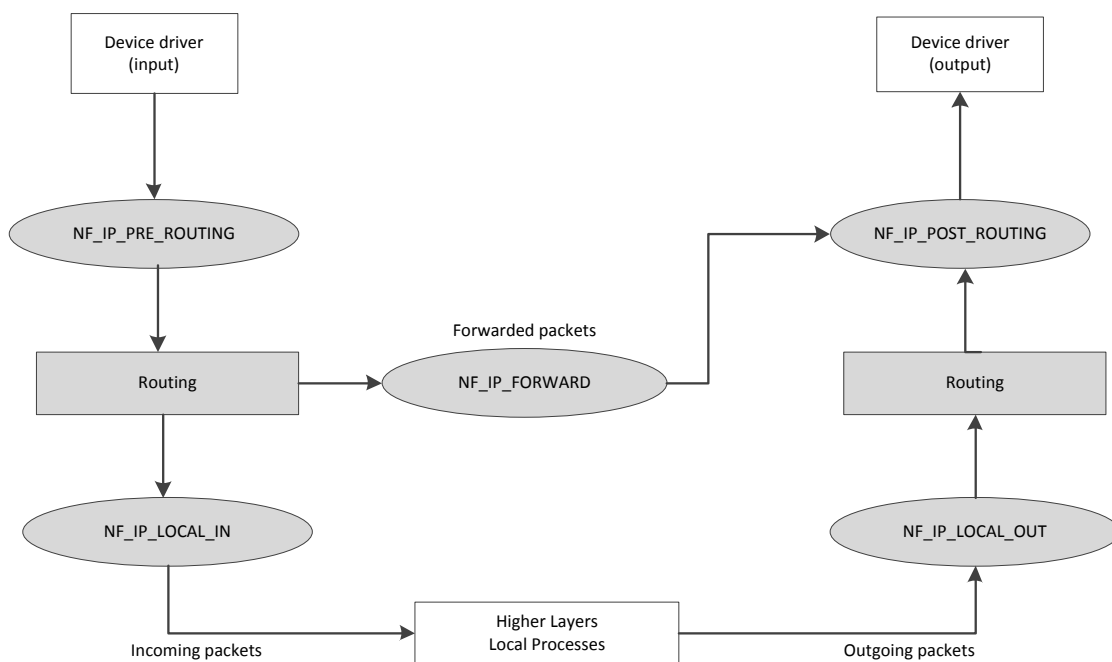 Device driver
(input)
Device driver
(output)
NF_IP_PRE_ROUTING
NF_IP_POST_ROUTING
Forwarded packets
Routing
NF_IP_FORWARD
Routing
NF_IP_LOCAL_IN
NF_IP_LOCAL_OUT
Higher Layers
Local Processes
Incoming packets
Outgoing packets